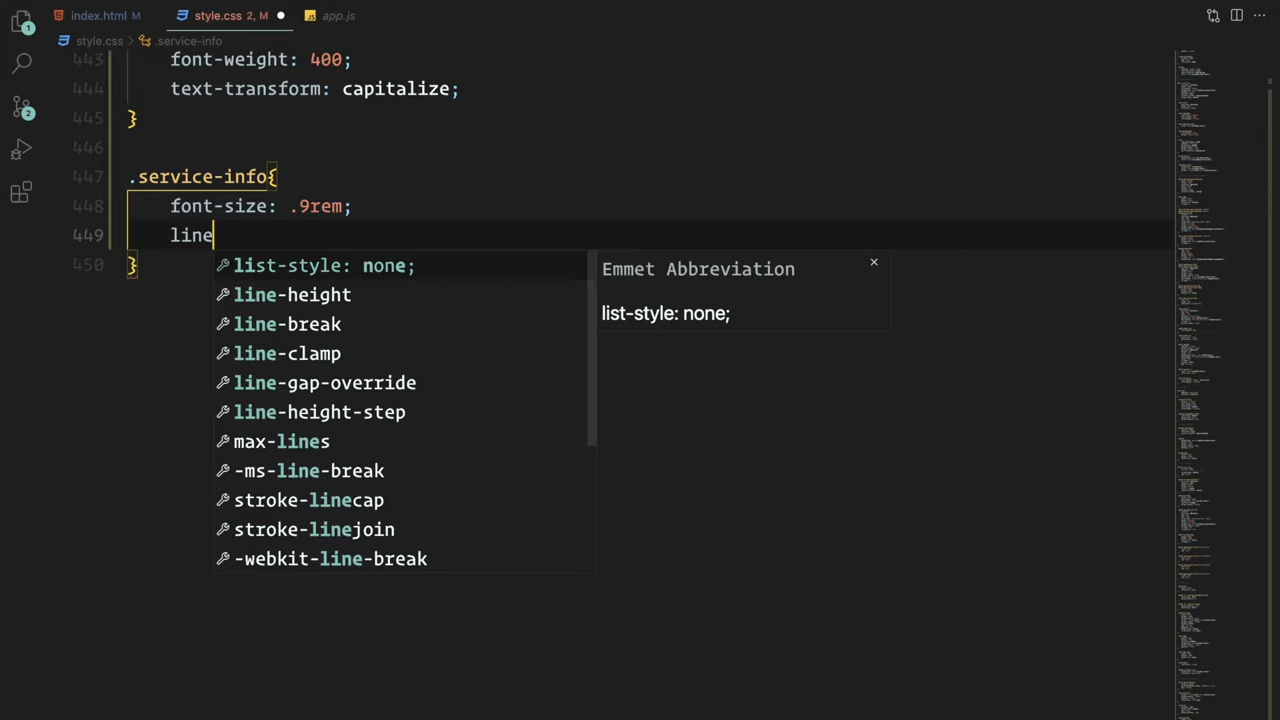 index.html M
style.css 2, M
JS app.js
style.css › .service-info
443 font-weight: 400;
444 text-transform: capitalize;
445 }
446
447 .service-info{
448 font-size: .9rem;
449 line
450 }
list-style: none;
line-height
line-break
line-clamp
line-gap-override
line-height-step
max-lines
-ms-line-break
stroke-linecap
stroke-linejoin
-webkit-line-break
Emmet Abbreviation ×
list-style: none;
1
2